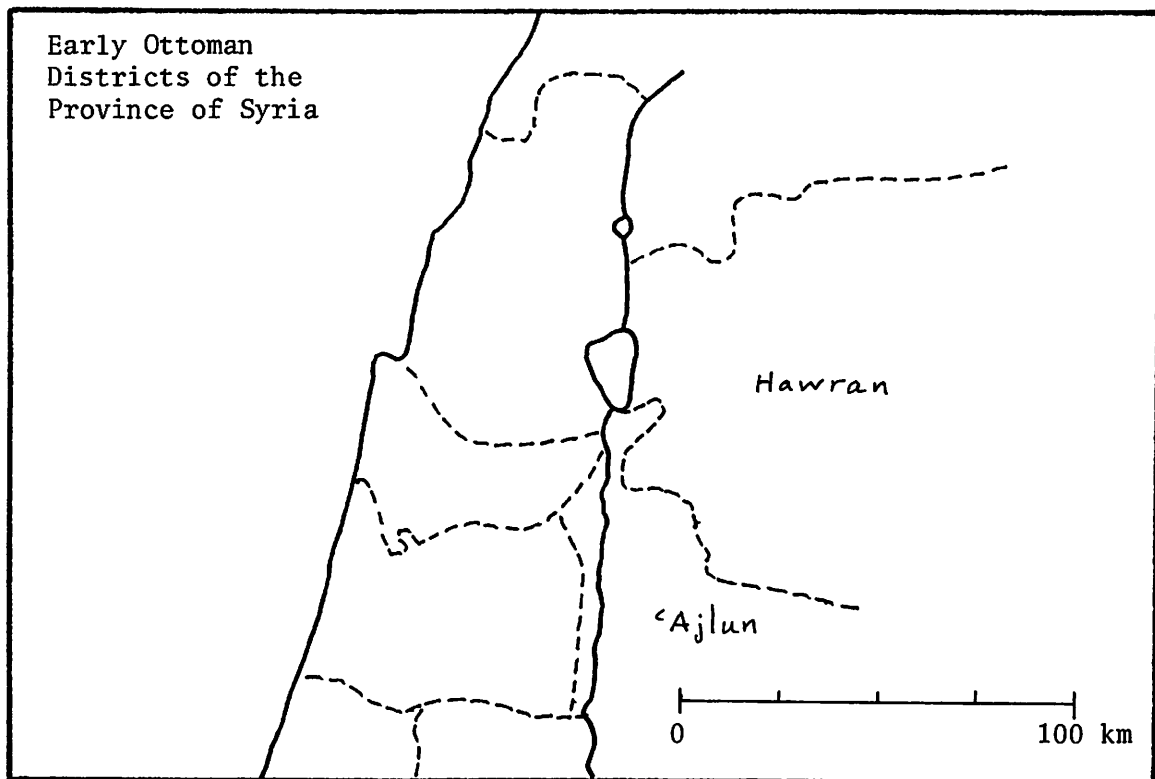 Early Ottoman
Districts of the
Province of Syria
Hawran
ʿAjlun
0 100 km